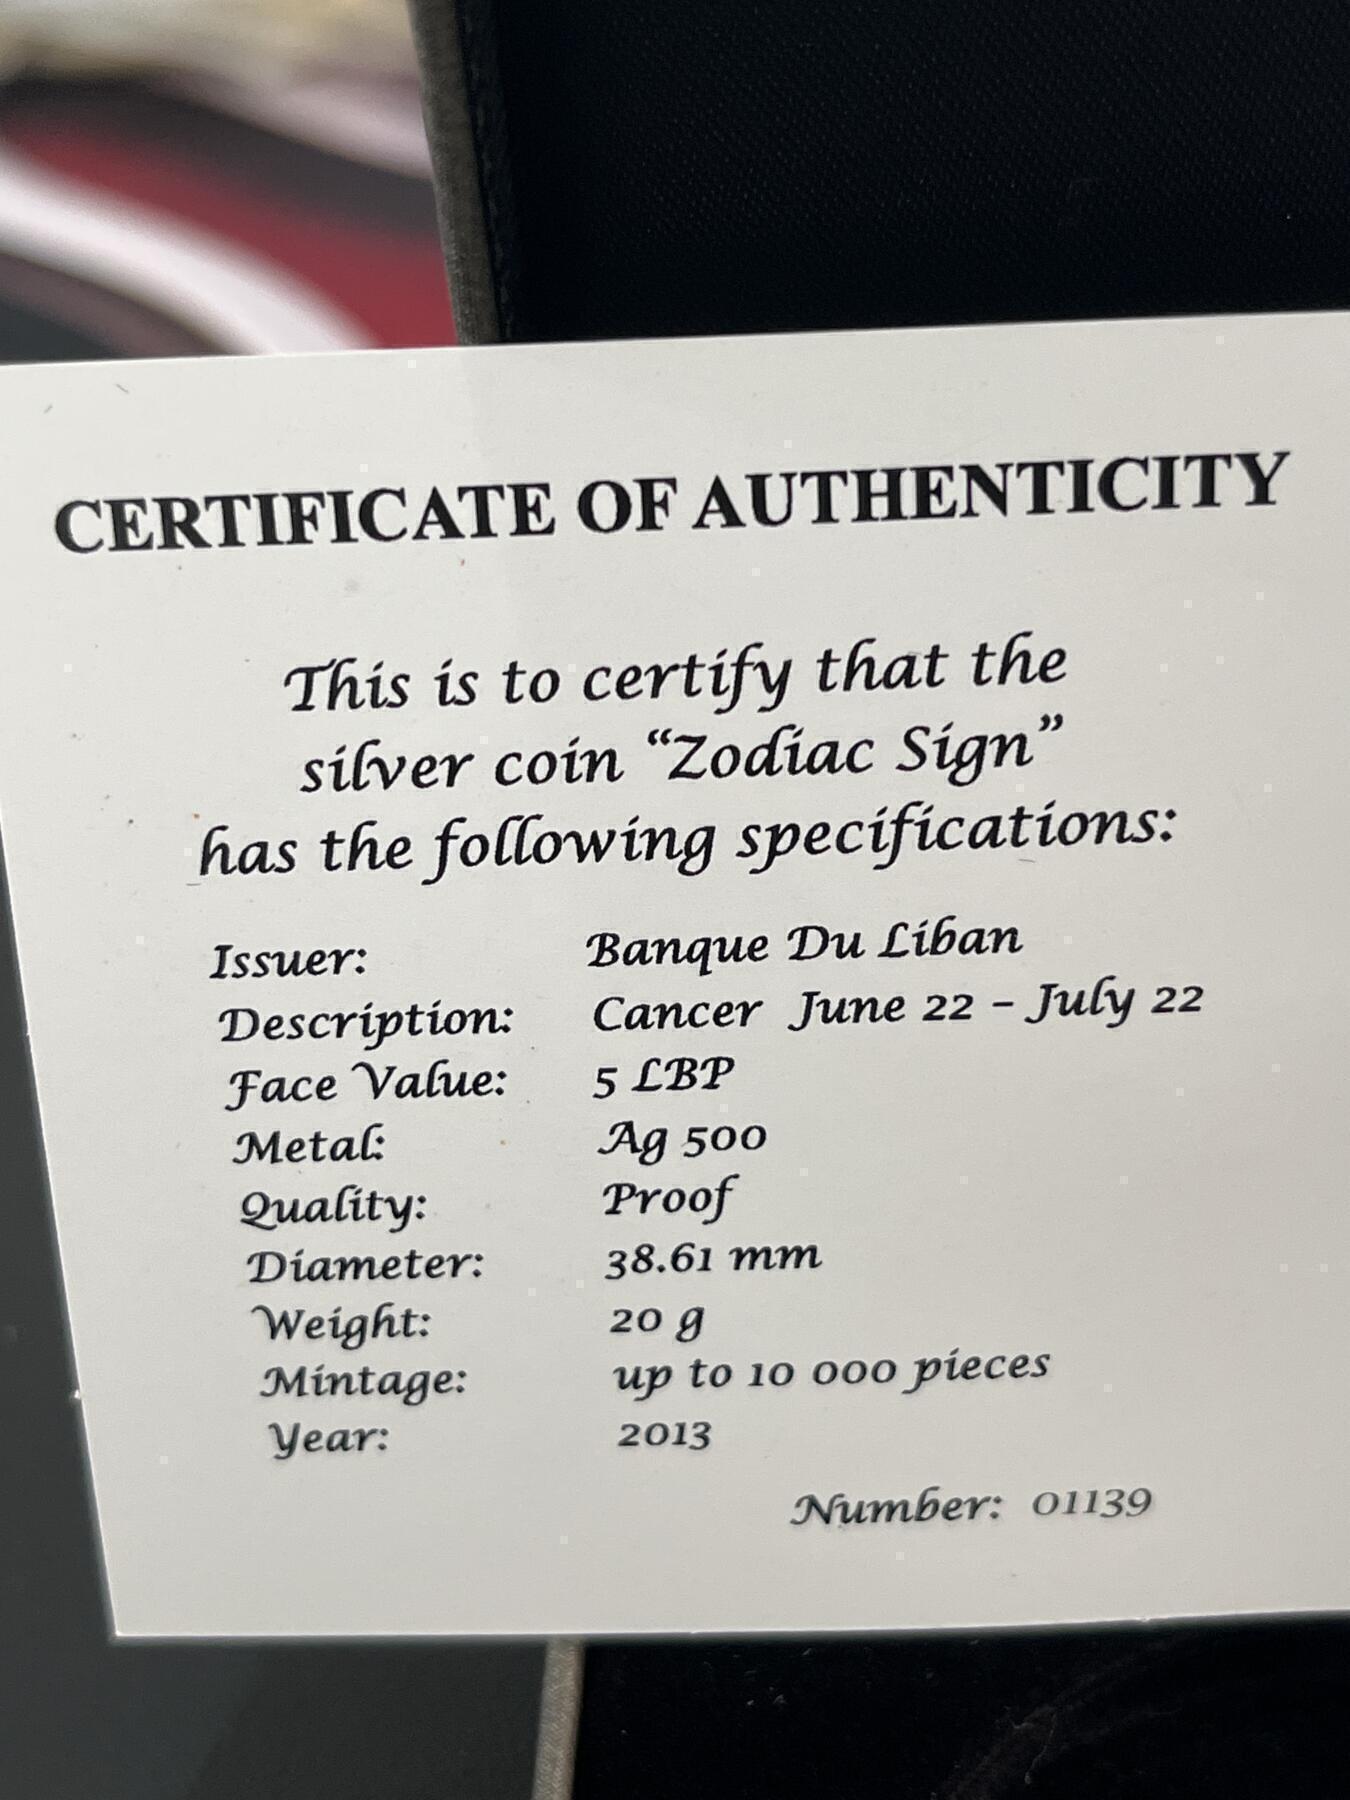 CERTIFICATE OF AUTHENTICITY
This is to certify that the
silver coin “Zodiac Sign”
has the following specifications:
Issuer: Banque Du Liban
Description: Cancer June 22 – July 22
Face Value: 5 LBP
Metal: Ag 500
Quality: Proof
Diameter: 38.61 mm
Weight: 20 g
Mintage: up to 10 000 pieces
Year: 2013
Number: 01139